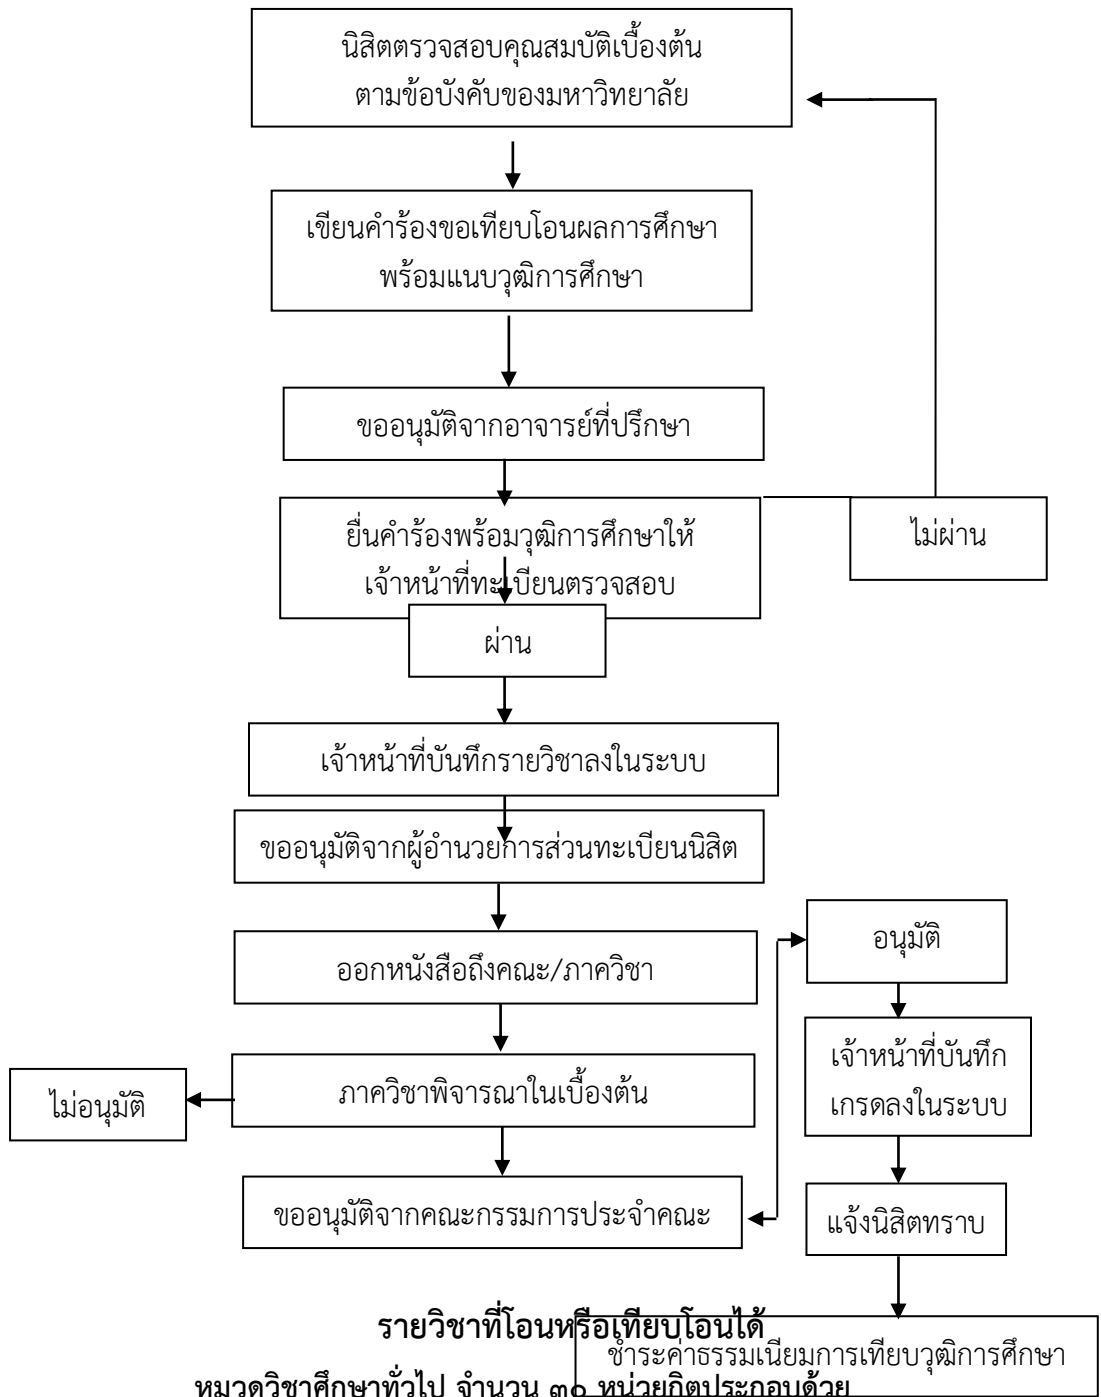 นิสิตตรวจสอบคุณสมบัติเบื้องต้น
ตามข้อบังคับของมหาวิทยาลัย
เขียนคำร้องขอเทียบโอนผลการศึกษา
พร้อมแนบวุฒิการศึกษา
ขออนุมัติจากอาจารย์ที่ปรึกษา
ยื่นคำร้องพร้อมวุฒิการศึกษาให้
เจ้าหน้าที่ทะเบียนตรวจสอบ
ไม่ผ่าน
ผ่าน
เจ้าหน้าที่บันทึกรายวิชาลงในระบบ
ขออนุมัติจากผู้อำนวยการส่วนทะเบียนนิสิต
ออกหนังสือถึงคณะ/ภาควิชา
ภาควิชาพิจารณาในเบื้องต้น
ไม่อนุมัติ
ขออนุมัติจากคณะกรรมการประจำคณะ
อนุมัติ
เจ้าหน้าที่บันทึก
เกรดลงในระบบ
แจ้งนิสิตทราบ
ชำระค่าธรรมเนียมการเทียบวุฒิการศึกษา
รายวิชาที่โอนหรือเทียบโอนได้
หมวดวิชาศึกษาทั่วไป จำนวน ๓๐ หน่วยกิตประกอบด้วย